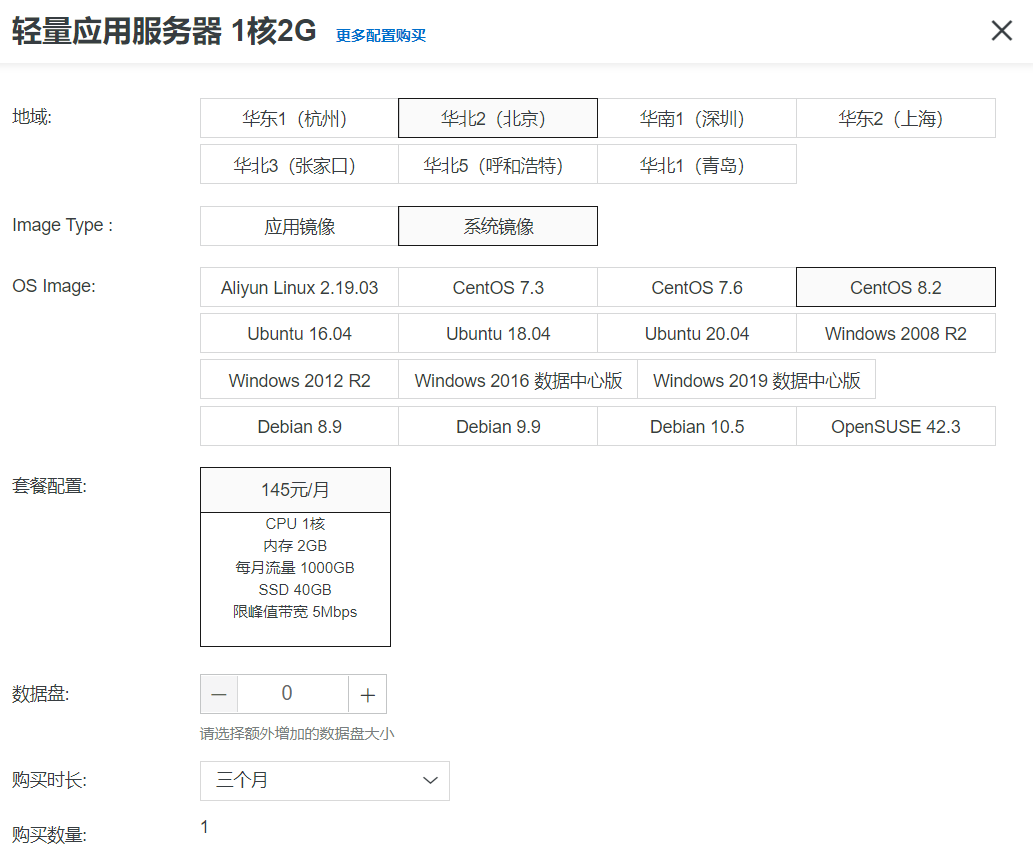 轻量应用服务器 1核2G 更多配置购买
地域:
华东1（杭州） 华北2（北京） 华南1（深圳） 华东2（上海）
华北3（张家口） 华北5（呼和浩特） 华北1（青岛）
Image Type :
应用镜像 系统镜像
OS Image:
Aliyun Linux 2.19.03 CentOS 7.3 CentOS 7.6 CentOS 8.2
Ubuntu 16.04 Ubuntu 18.04 Ubuntu 20.04 Windows 2008 R2
Windows 2012 R2 Windows 2016 数据中心版 Windows 2019 数据中心版
Debian 8.9 Debian 9.9 Debian 10.5 OpenSUSE 42.3
套餐配置:
145元/月
CPU 1核
内存 2GB
每月流量 1000GB
SSD 40GB
限峰值带宽 5Mbps
数据盘:
— 0 +
请选择额外增加的数据盘大小
购买时长:
三个月
购买数量:
1